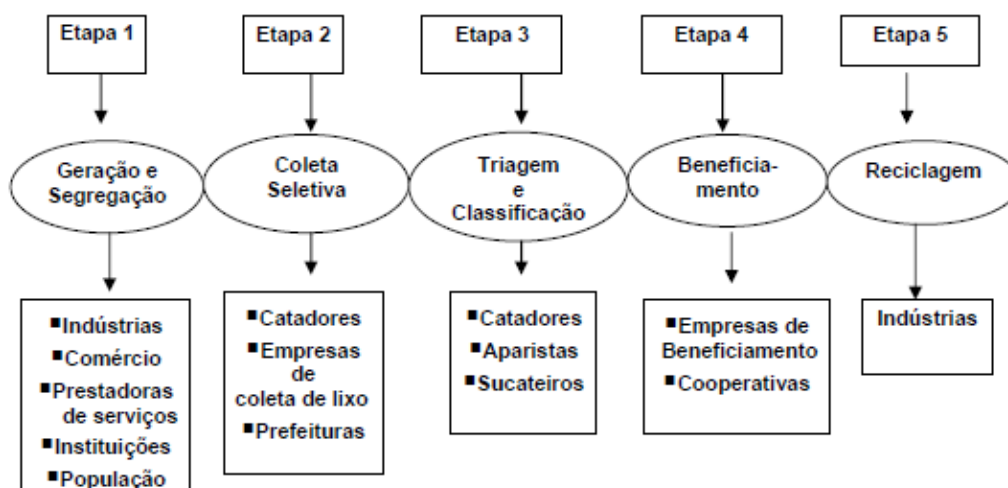 Etapa 1
Etapa 2
Etapa 3
Etapa 4
Etapa 5
Geração e
Segregação
Coleta
Seletiva
Triagem
e
Classificação
Beneficia-
mento
Reciclagem
▪Indústrias
▪Comércio
▪Prestadoras
de serviços
▪Instituições
▪População
▪Catadores
▪Empresas
de
coleta de lixo
▪Prefeituras
▪Catadores
▪Aparistas
▪Sucateiros
▪Empresas de
Beneficiamento
▪Cooperativas
Indústrias